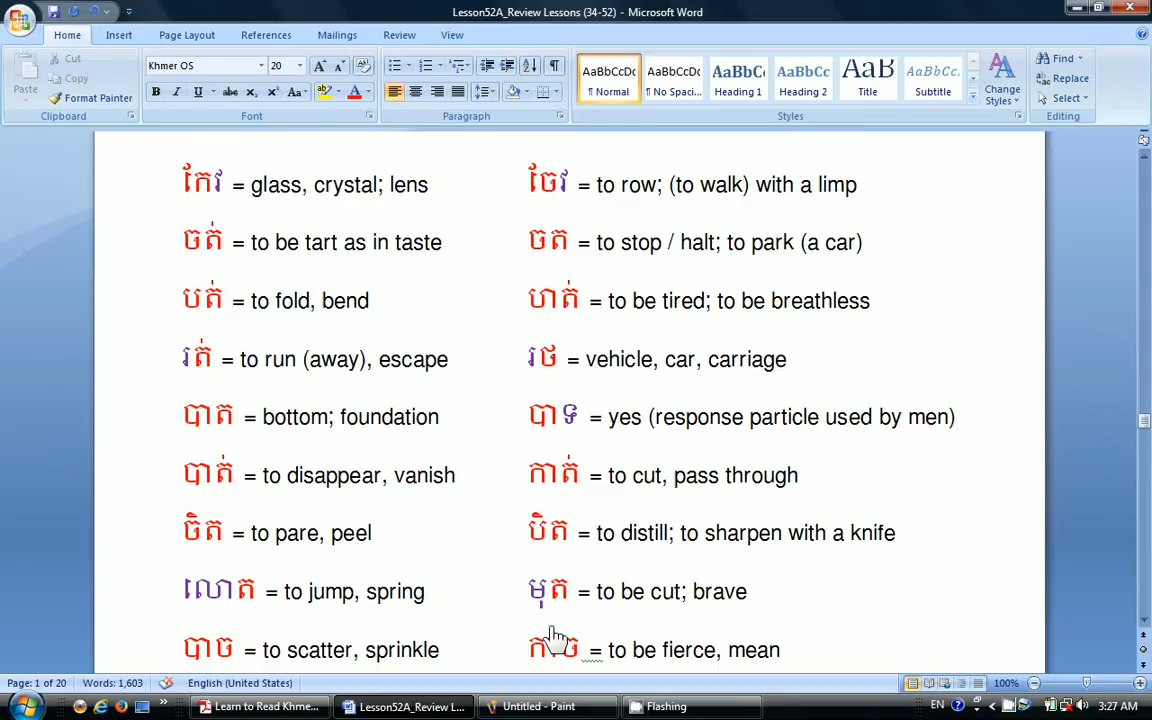 Lesson52A_Review Lessons (34-52) - Microsoft Word
Home Insert Page Layout References Mailings Review View
Paste Cut Copy Format Painter
Clipboard
Khmer OS 20
B I U abc X₂ X² Aa
Font
Paragraph
AaBbCcDc ¶ Normal
AaBbCcDc ¶ No Spaci...
AaBbCc Heading 1
AaBbCc Heading 2
AaB Title
AaBbCc. Subtitle
Change Styles
Styles
Find Replace Select
Editing
កែវ = glass, crystal; lens ចែវ = to row; (to walk) with a limp
ចត់ = to be tart as in taste ចត = to stop / halt; to park (a car)
បត់ = to fold, bend ហត់ = to be tired; to be breathless
រត់ = to run (away), escape រថ = vehicle, car, carriage
បាត = bottom; foundation បាទ = yes (response particle used by men)
បាត់ = to disappear, vanish កាត់ = to cut, pass through
ចិត = to pare, peel បិត = to distill; to sharpen with a knife
លោត = to jump, spring មុត = to be cut; brave
បាច = to scatter, sprinkle កាច = to be fierce, mean
Page: 1 of 20 Words: 1,603 English (United States) 100%
Learn to Read Khme... Lesson52A_Review L... Untitled - Paint Flashing EN 3:27 AM